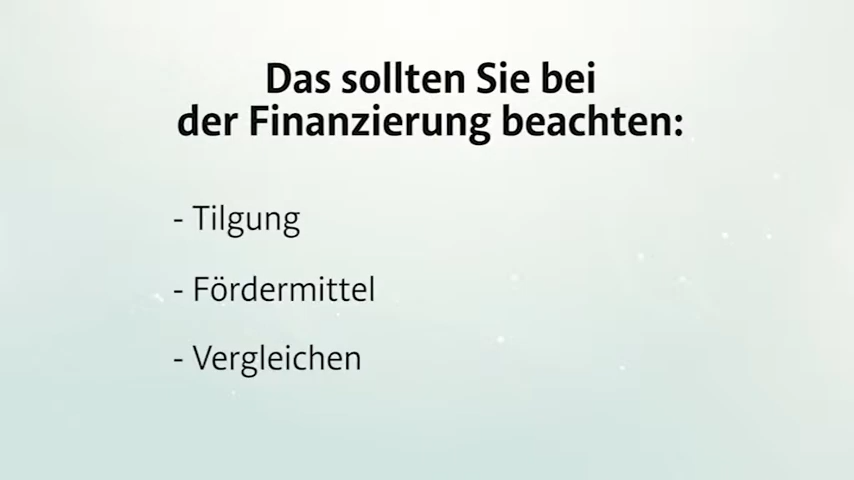 Das sollten Sie bei
der Finanzierung beachten:
- Tilgung
- Fördermittel
- Vergleichen